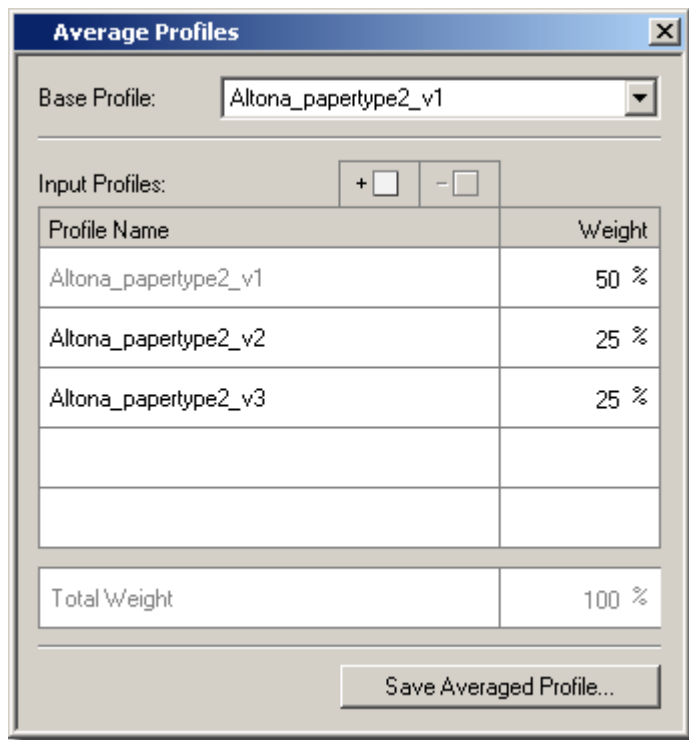 Average Profiles
Base Profile: Altona_papertype2_v1
Input Profiles: + -
Profile Name Weight
Altona_papertype2_v1 50 %
Altona_papertype2_v2 25 %
Altona_papertype2_v3 25 %
Total Weight 100 %
Save Averaged Profile...